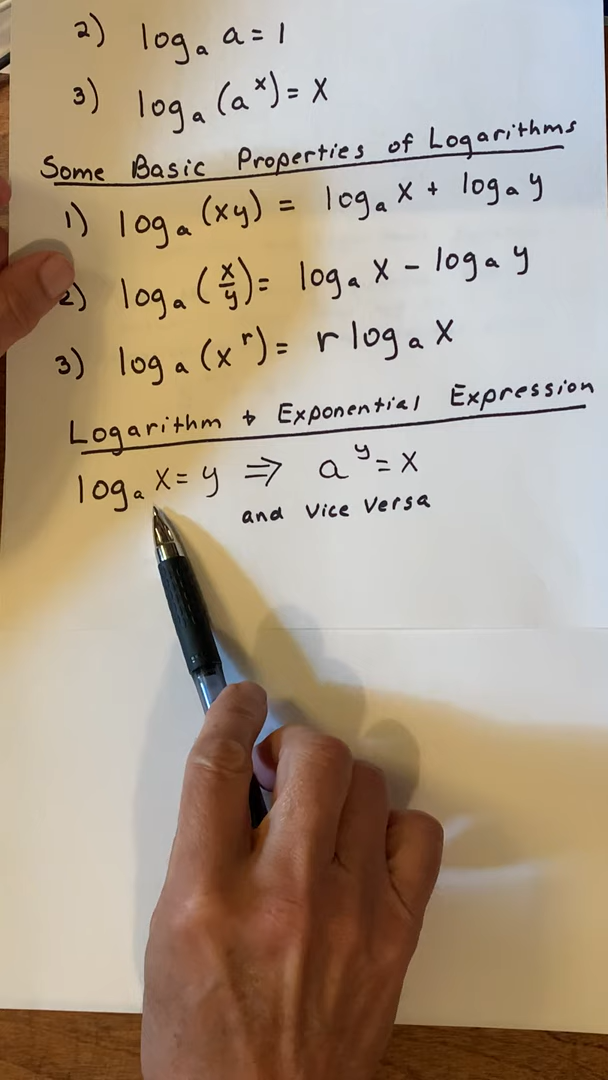 2) logₐ a = 1
3) logₐ (aˣ) = x
Some Basic Properties of Logarithms
1) logₐ (xy) = logₐ x + logₐ y
2) logₐ (x/y) = logₐ x - logₐ y
3) logₐ (xʳ) = r logₐ x
Logarithm + Exponential Expression
logₐ x = y ⇒ aʸ = x
and vice versa